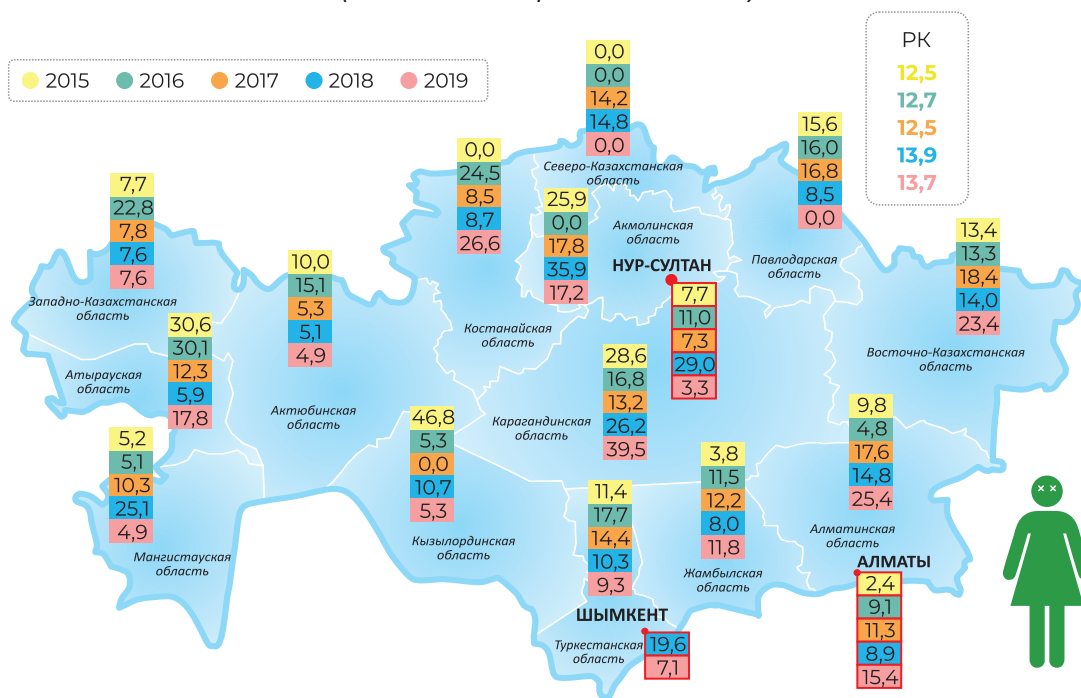 2015 2016 2017 2018 2019
РК
12,5
12,7
12,5
13,9
13,7
0,0
0,0
14,2
14,8
0,0
Северо-Казахстанская
область
0,0
24,5
8,5
8,7
26,6
Костанайская
область
15,6
16,0
16,8
8,5
0,0
Павлодарская
область
7,7
22,8
7,8
7,6
7,6
Западно-Казахстанская
область
25,9
0,0
17,8
35,9
17,2
Акмолинская
область
НУР-СУЛТАН
7,7
11,0
7,3
29,0
3,3
13,4
13,3
18,4
14,0
23,4
Восточно-Казахстанская
область
10,0
15,1
5,3
5,1
4,9
Актюбинская
область
30,6
30,1
12,3
5,9
17,8
Атырауская
область
28,6
16,8
13,2
26,2
39,5
Карагандинская
область
5,2
5,1
10,3
25,1
4,9
Мангистауская
область
46,8
5,3
0,0
10,7
5,3
Кызылординская
область
9,8
4,8
17,6
14,8
25,4
Алматинская
область
3,8
11,5
12,2
8,0
11,8
Жамбылская
область
11,4
17,7
14,4
10,3
9,3
Туркестанская
область
ШЫМКЕНТ
19,6
7,1
АЛМАТЫ
2,4
9,1
11,3
8,9
15,4